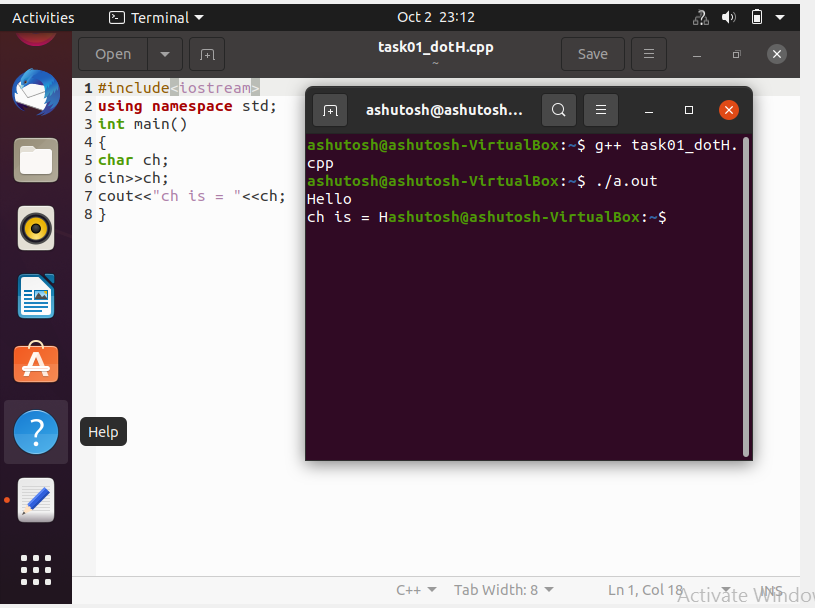 Activities Terminal Oct 2 23:12
Open task01_dotH.cpp Save
~
1 #include<iostream>
2 using namespace std;
3 int main()
4 {
5 char ch;
6 cin>>ch;
7 cout<<"ch is = "<<ch;
8 }
ashutosh@ashutosh...
ashutosh@ashutosh-VirtualBox:~$ g++ task01_dotH.
cpp
ashutosh@ashutosh-VirtualBox:~$ ./a.out
Hello
ch is = Hashutosh@ashutosh-VirtualBox:~$
Help
C++ Tab Width: 8 Ln 1, Col 18 INS
Activate Windo